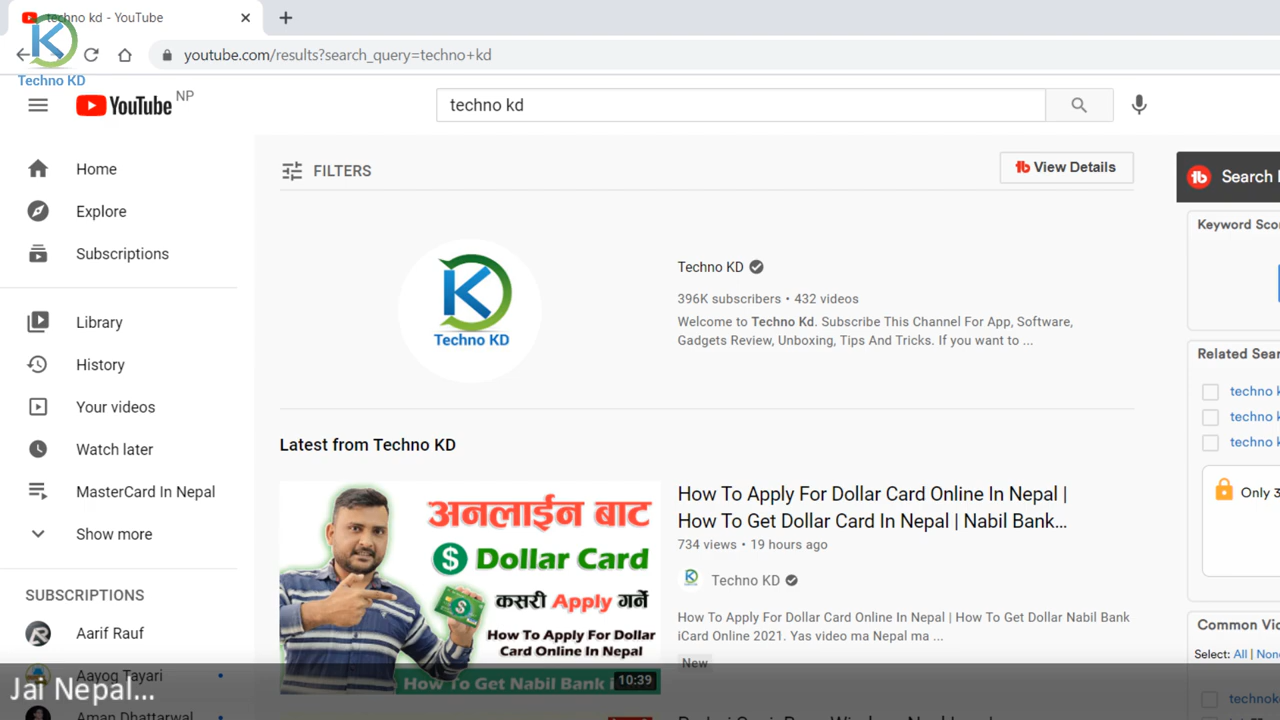 techno kd - YouTube
Techno KD
youtube.com/results?search_query=techno+kd
YouTube NP
techno kd
Home
Explore
Subscriptions
Library
History
Your videos
Watch later
MasterCard In Nepal
Show more
SUBSCRIPTIONS
Aarif Rauf
Aayog Tayari
Aman Dhattarwal
FILTERS
View Details
Techno KD
Techno KD
396K subscribers • 432 videos
Welcome to Techno Kd. Subscribe This Channel For App, Software,
Gadgets Review, Unboxing, Tips And Tricks. If you want to ...
Latest from Techno KD
अनलाईन बाट
$ Dollar Card
कसरी Apply गर्ने
How To Apply For Dollar
Card Online In Nepal
How To Get Nabil Bank
10:39
How To Apply For Dollar Card Online In Nepal |
How To Get Dollar Card In Nepal | Nabil Bank...
734 views • 19 hours ago
Techno KD
How To Apply For Dollar Card Online In Nepal | How To Get Dollar Nabil Bank
iCard Online 2021. Yas video ma Nepal ma ...
New
Search
Keyword Sco
Related Sear
techno k
techno k
techno k
Only 3
Common Vi
Select: All | None
techno
Jai Nepal...